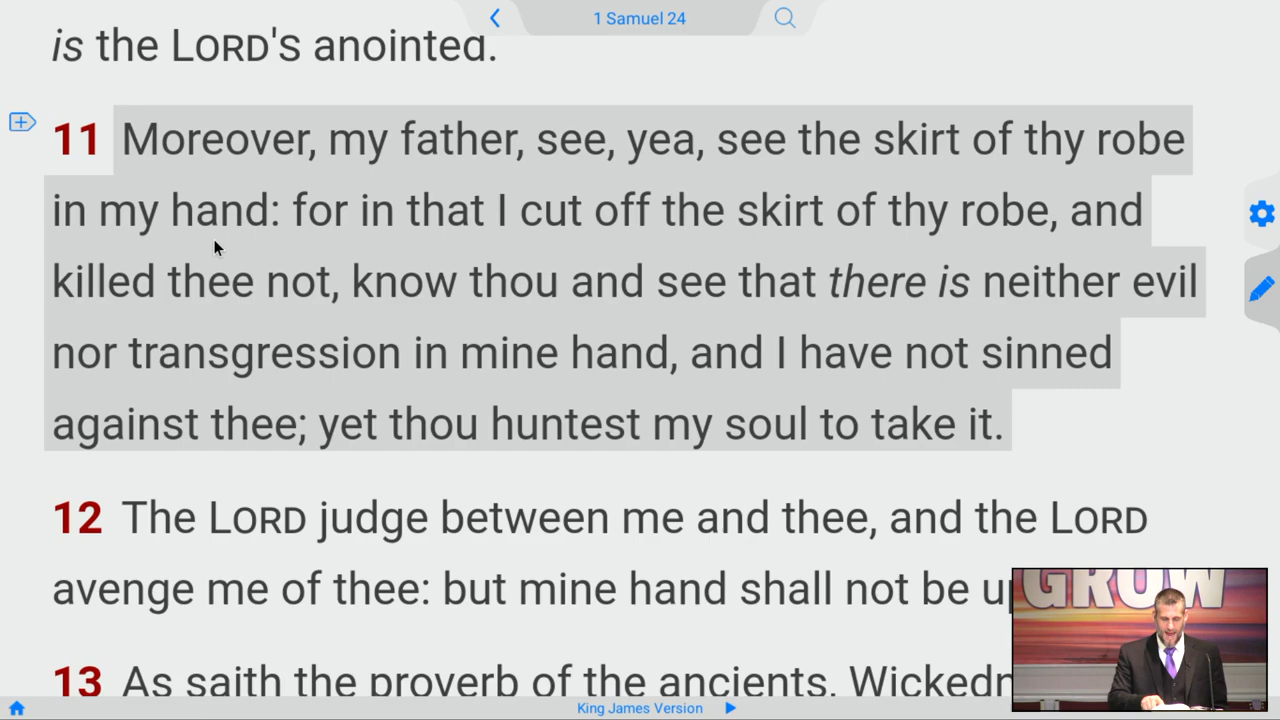 1 Samuel 24
is the LORD'S anointed.
11 Moreover, my father, see, yea, see the skirt of thy robe
in my hand: for in that I cut off the skirt of thy robe, and
killed thee not, know thou and see that there is neither evil
nor transgression in mine hand, and I have not sinned
against thee; yet thou huntest my soul to take it.
12 The LORD judge between me and thee, and the LORD
avenge me of thee: but mine hand shall not be
GROW
13 As saith the proverb of the ancients,
King James Version